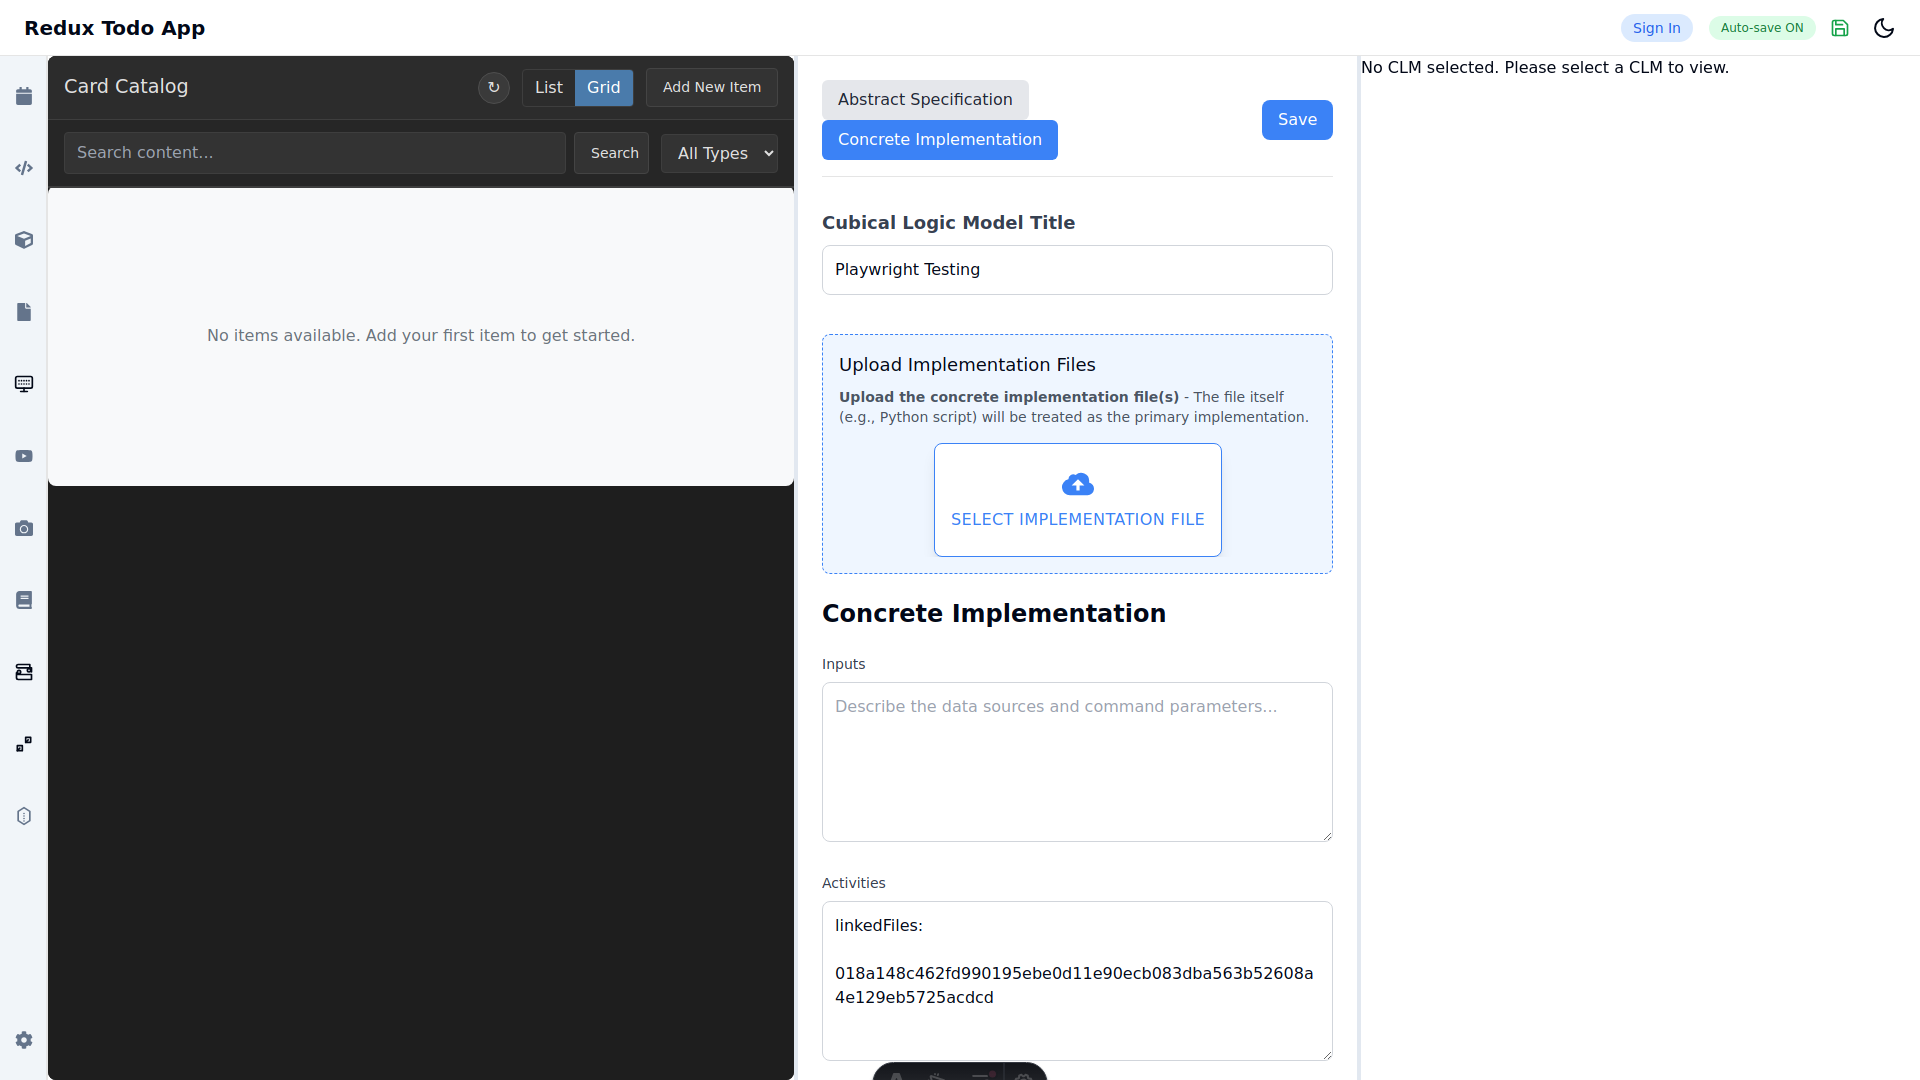 Redux Todo App
Sign In
Auto-save ON
Card Catalog
List
Grid
Add New Item
Search content...
Search
All Types
No items available. Add your first item to get started.
Abstract Specification
Concrete Implementation
Save
Cubical Logic Model Title
Playwright Testing
Upload Implementation Files
Upload the concrete implementation file(s) - The file itself
(e.g., Python script) will be treated as the primary implementation.
SELECT IMPLEMENTATION FILE
Concrete Implementation
Inputs
Describe the data sources and command parameters...
Activities
linkedFiles:
018a148c462fd990195ebe0d11e90ecb083dba563b52608a
4e129eb5725acdcd
No CLM selected. Please select a CLM to view.